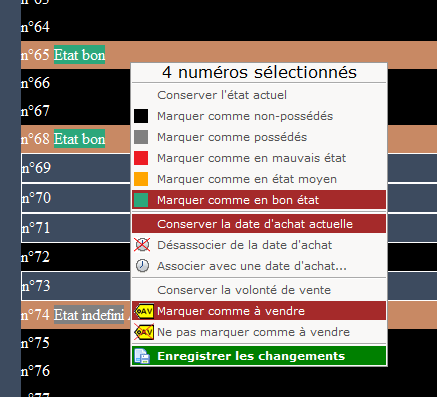 n°64
n°65 Etat bon
n°66
n°67
n°68 Etat bon
n°69
n°70
n°71
n°72
n°73
n°74 Etat indefini
n°75
n°76
4 numéros sélectionnés
Conserver l'état actuel
Marquer comme non-possédés
Marquer comme possédés
Marquer comme en mauvais état
Marquer comme en état moyen
Marquer comme en bon état
Conserver la date d'achat actuelle
Désassocier de la date d'achat
Associer avec une date d'achat...
Conserver la volonté de vente
AV Marquer comme à vendre
AV Ne pas marquer comme à vendre
Enregistrer les changements